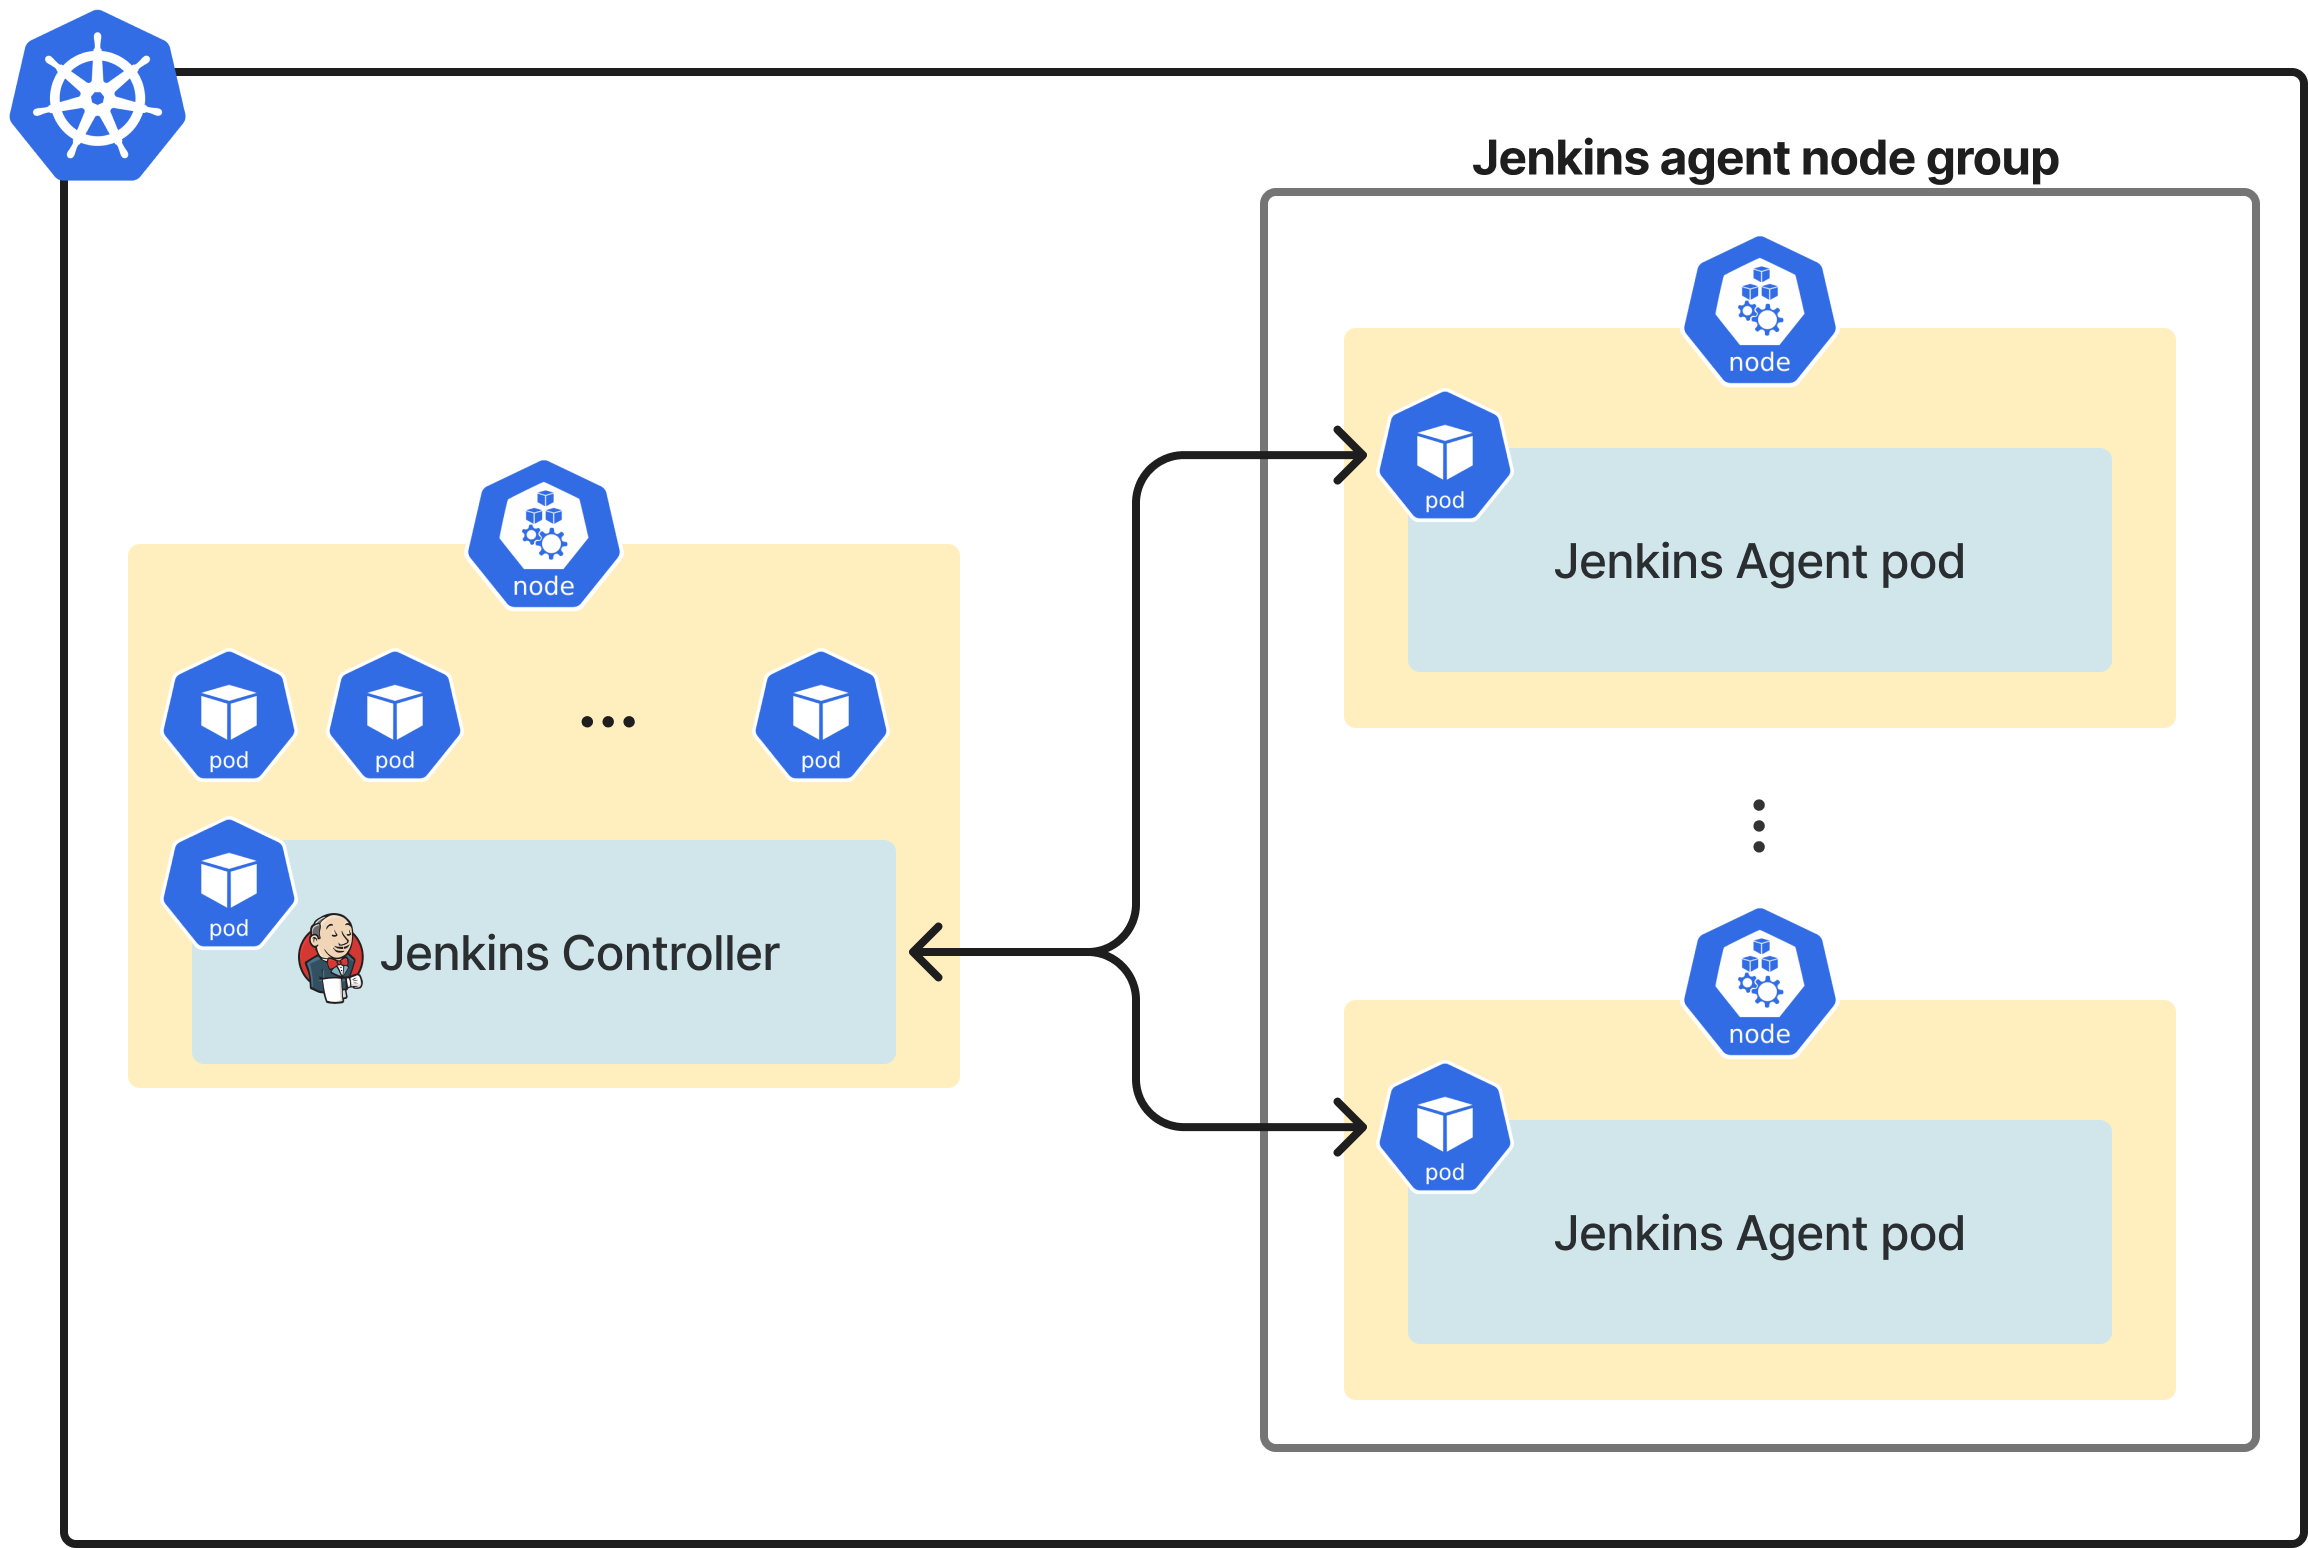 Jenkins agent node group
node
pod
Jenkins Agent pod
node
pod
pod
pod
pod
Jenkins Controller
node
pod
Jenkins Agent pod